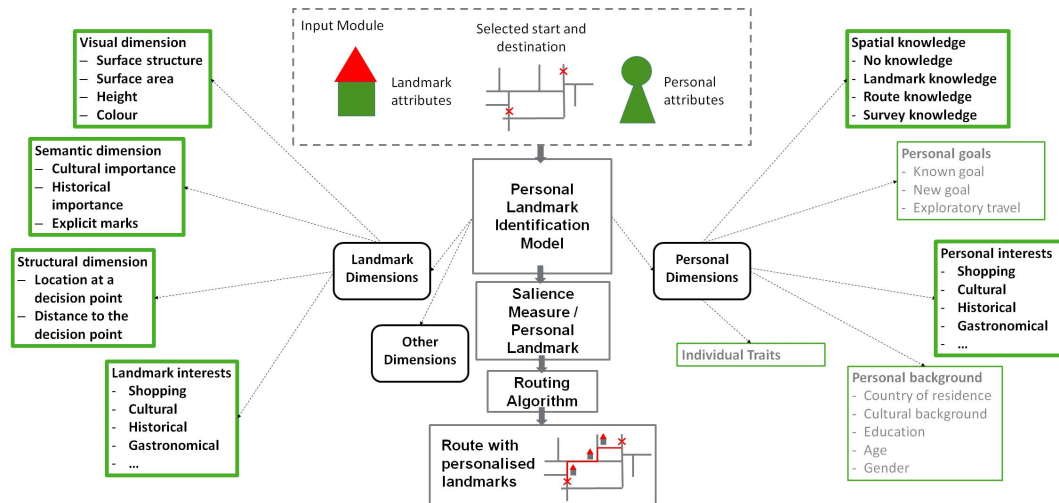 Visual dimension
– Surface structure
– Surface area
– Height
– Colour
Semantic dimension
– Cultural importance
– Historical
importance
– Explicit marks
Structural dimension
– Location at a
decision point
– Distance to the
decision point
Landmark interests
- Shopping
- Cultural
- Historical
- Gastronomical
- ...
Landmark
Dimensions
Other
Dimensions
Input Module
Landmark
attributes
Selected start and
destination
Personal
attributes
Personal
Landmark
Identification
Model
Salience
Measure /
Personal
Landmark
Routing
Algorithm
Route with
personalised
landmarks
Personal
Dimensions
Spatial knowledge
- No knowledge
- Landmark knowledge
- Route knowledge
- Survey knowledge
Personal goals
- Known goal
- New goal
- Exploratory travel
Personal interests
- Shopping
- Cultural
- Historical
- Gastronomical
- ...
Individual Traits
Personal background
- Country of residence
- Cultural background
- Education
- Age
- Gender